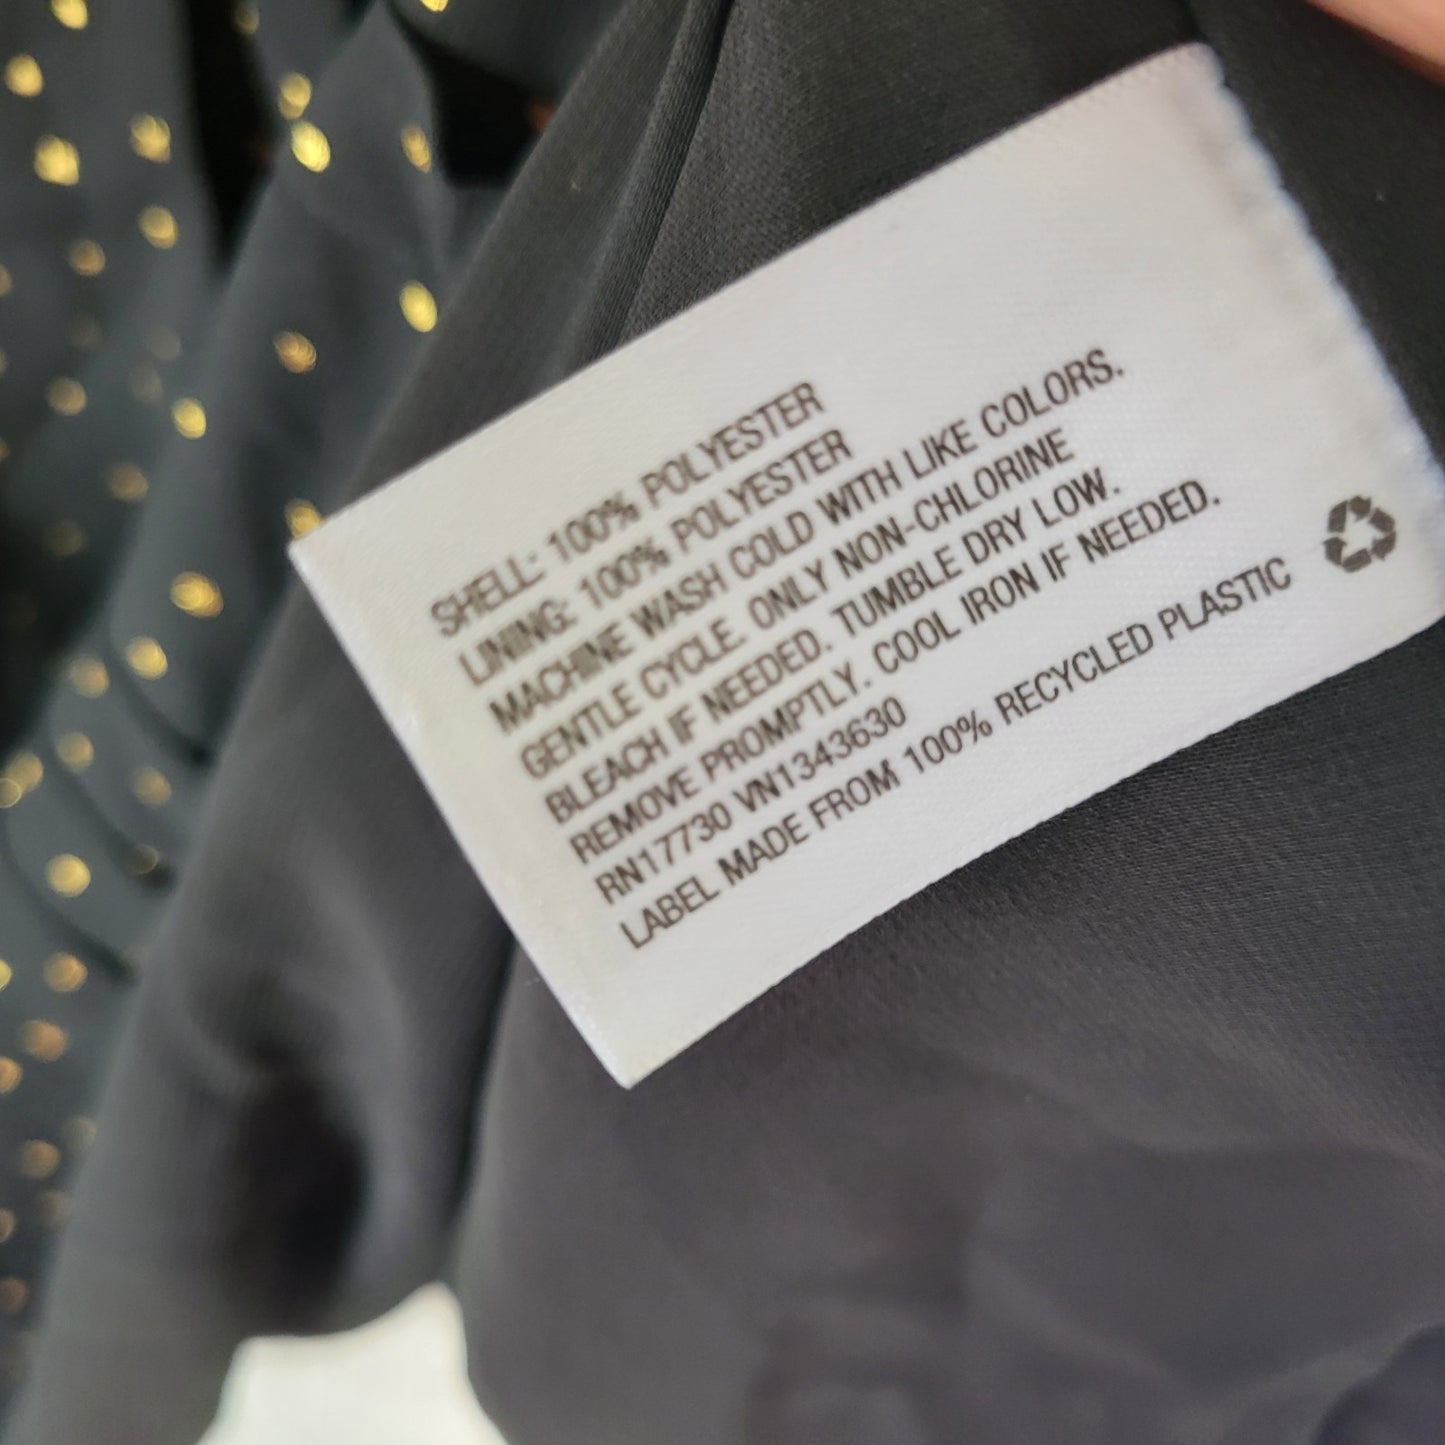 SHELL: 100% POLYESTER
LINING: 100% POLYESTER
MACHINE WASH COLD WITH LIKE COLORS.
GENTLE CYCLE. ONLY NON-CHLORINE
BLEACH IF NEEDED. TUMBLE DRY LOW.
REMOVE PROMPTLY. COOL IRON IF NEEDED.
RN17730 VN1343630
LABEL MADE FROM 100% RECYCLED PLASTIC